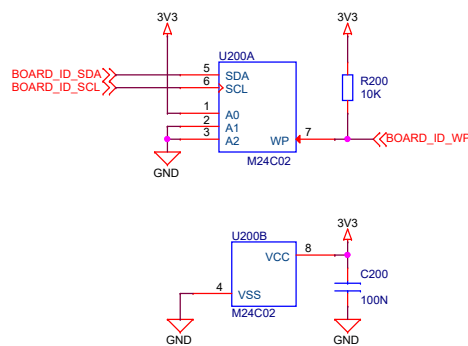 3V3
U200A
3V3
BOARD_ID_SDA
5
SDA
BOARD_ID_SCL
6
SCL
R200
10K
1
A0
2
A1
3
A2
WP
7
BOARD_ID_WP
GND
M24C02
3V3
U200B
VCC
8
C200
100N
4
VSS
M24C02
GND
GND